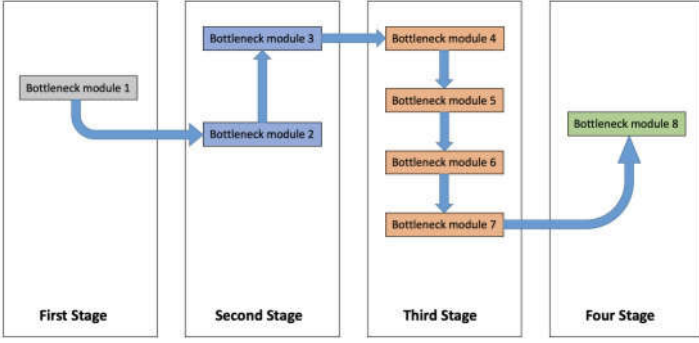 Bottleneck module 1
First Stage
Bottleneck module 3
Bottleneck module 2
Second Stage
Bottleneck module 4
Bottleneck module 5
Bottleneck module 6
Bottleneck module 7
Third Stage
Bottleneck module 8
Four Stage